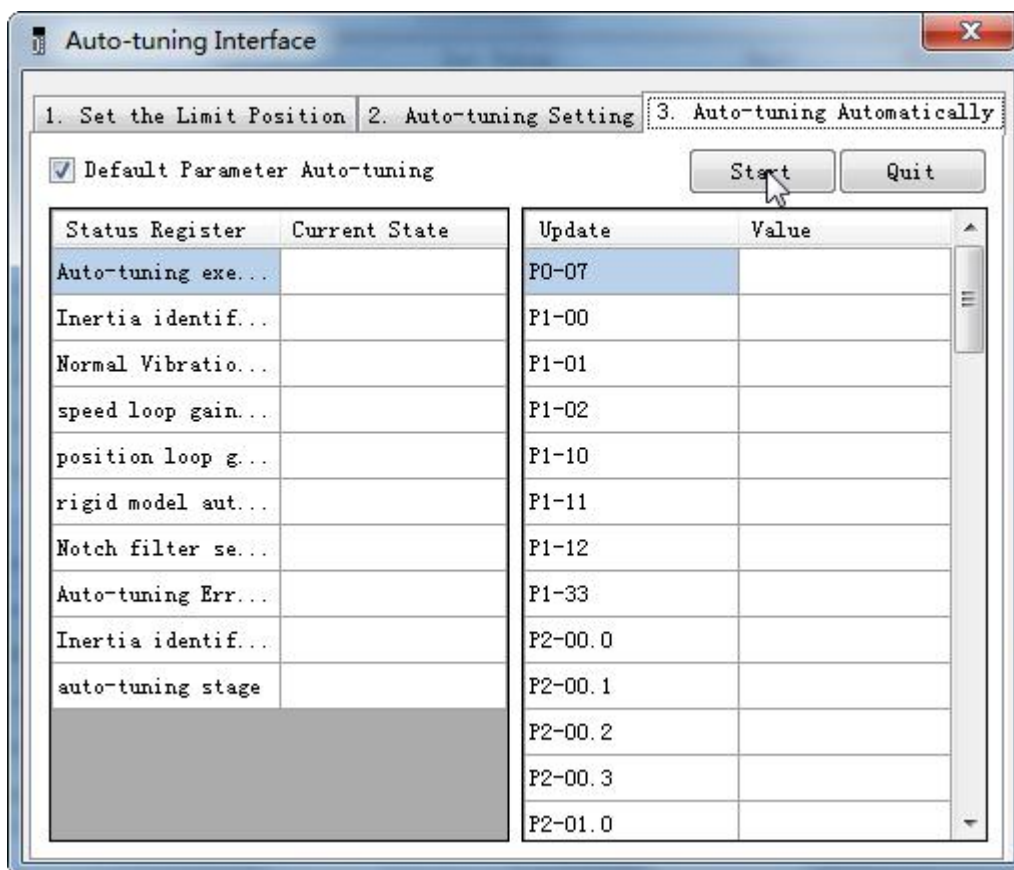 Auto-tuning Interface
1. Set the Limit Position 2. Auto-tuning Setting 3. Auto-tuning Automatically
Default Parameter Auto-tuning Start Quit
Status Register Current State Update Value
Auto-tuning exe... P0-07
Inertia identif... P1-00
Normal Vibratio... P1-01
speed loop gain... P1-02
position loop g... P1-10
rigid model aut... P1-11
Notch filter se... P1-12
Auto-tuning Err... P1-33
Inertia identif... P2-00.0
auto-tuning stage P2-00.1
P2-00.2
P2-00.3
P2-01.0